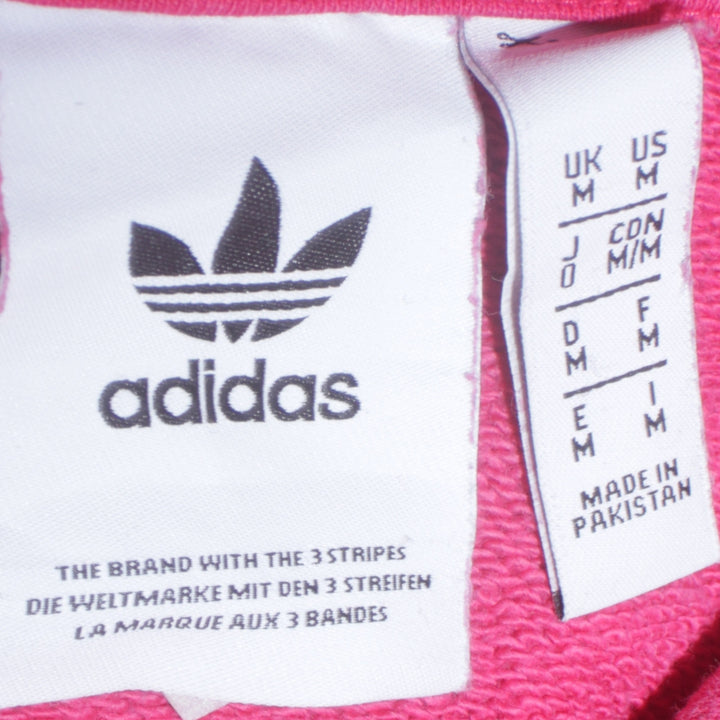 adidas
THE BRAND WITH THE 3 STRIPES
DIE WELTMARKE MIT DEN 3 STREIFEN
LA MARQUE AUX 3 BANDES
UK US
M M
J CDN
O M/M
D F
M M
E I
M M
MADE IN
PAKISTAN